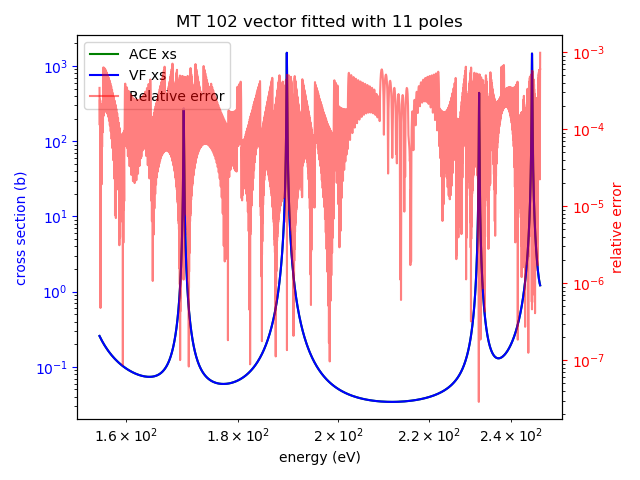 MT 102 vector fitted with 11 poles
ACE xs
VF xs
Relative error
cross section (b)
10³
10²
10¹
10⁰
10⁻¹
10⁻³
10⁻⁴
10⁻⁵
10⁻⁶
10⁻⁷
relative error
1.6 × 10² 1.8 × 10² 2 × 10² 2.2 × 10² 2.4 × 10²
energy (eV)